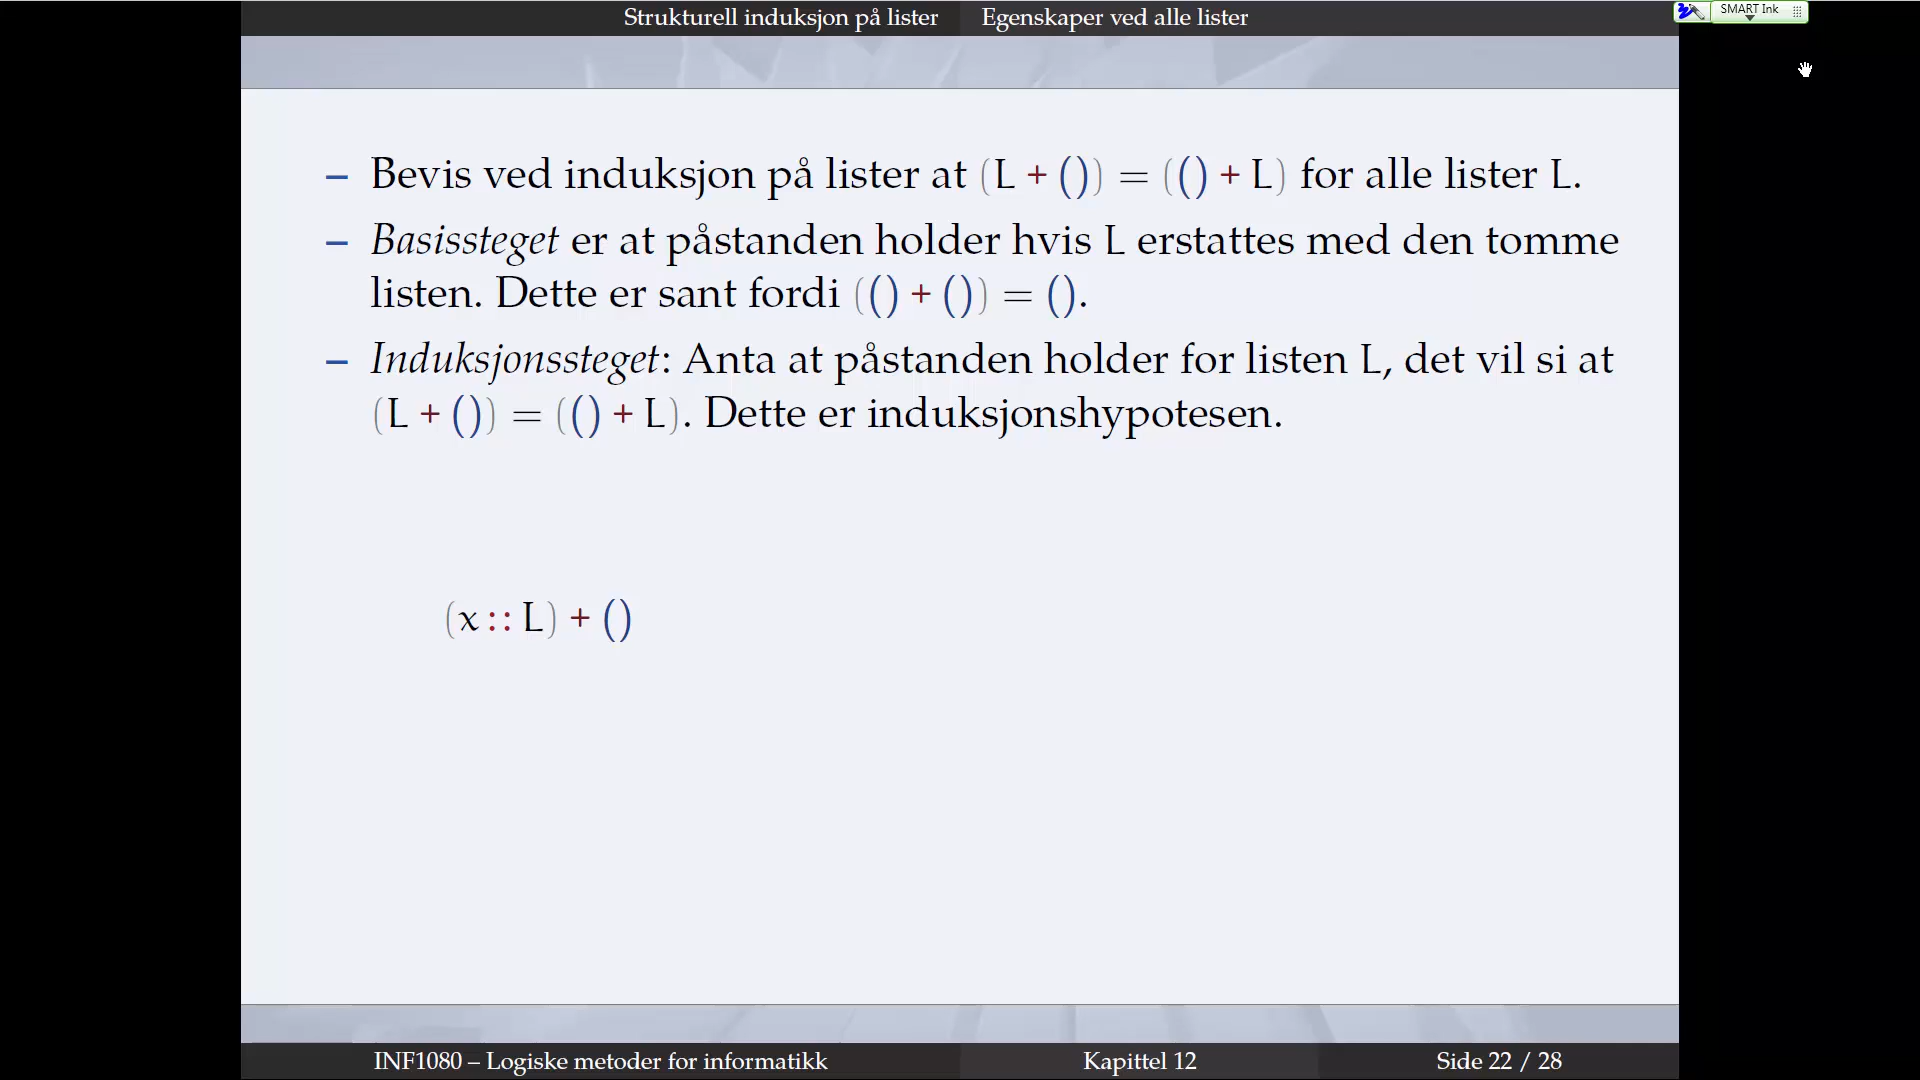 Strukturell induksjon på lister Egenskaper ved alle lister
SMART Ink
– Bevis ved induksjon på lister at (L + ()) = (() + L) for alle lister L.
– Basissteget er at påstanden holder hvis L erstattes med den tomme
listen. Dette er sant fordi (() + ()) = ().
– Induksjonssteget: Anta at påstanden holder for listen L, det vil si at
(L + ()) = (() + L). Dette er induksjonshypotesen.
(x :: L) + ()
INF1080 – Logiske metoder for informatikk Kapittel 12 Side 22 / 28